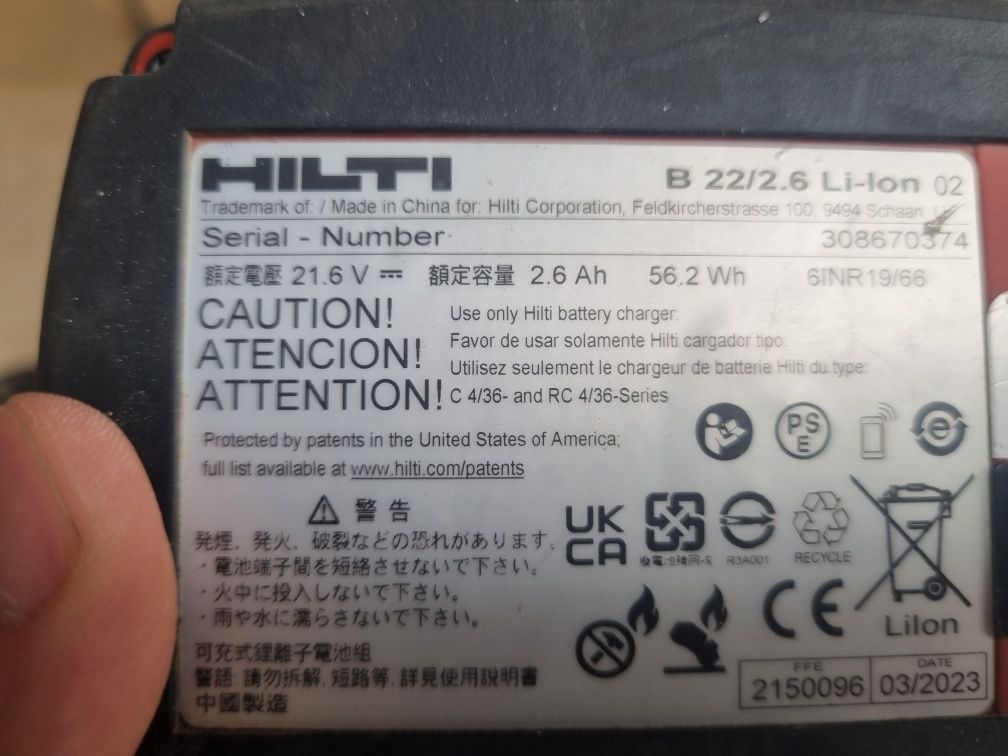 HILTI
B 22/2.6 Li-Ion 02
Trademark of: / Made in China for: Hilti Corporation, Feldkircherstrasse 100, 9494 Schaan,
Serial - Number
308670374
額定電壓 21.6 V 額定容量 2.6 Ah 56.2 Wh 6INR19/66
CAUTION!
Use only Hilti battery charger:
Favor de usar solamente Hilti cargador tipo:
ATENCION!
Utilisez seulement le chargeur de batterie Hilti du type:
ATTENTION!
C 4/36- and RC 4/36-Series
PSE
Protected by patents in the United States of America;
full list available at www.hilti.com/patents
警告
発煙、発火、破裂などの恐れがあります。
・電池端子間を短絡させないで下さい。
・火中に投入しないで下さい。
・雨や水に濡らさないで下さい。
UK
CA
R3A001
RECYCLE
CE
LiIon
可充式鋰離子電池組
警語: 請勿拆解, 短路等, 詳見使用說明書
中國製造
FFE
2150096
DATE
03/2023